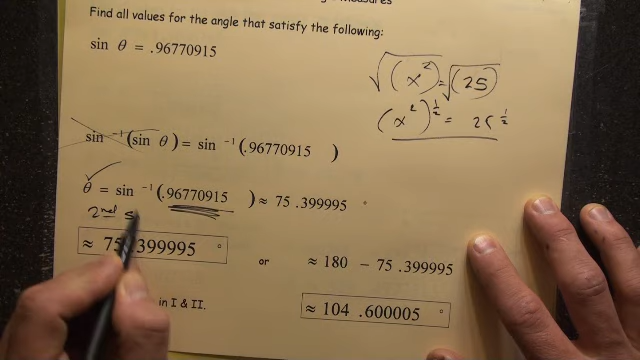 Measures
Find all values for the angle that satisfy the following:
sin θ = .96770915
√(x²) = √(25)
(x²)^½ = 25^½
sin ⁻¹(sin θ) = sin ⁻¹(.96770915 )
θ = sin ⁻¹(.96770915 ) ≈ 75 .399995 °
2nd s
≈ 75 .399995 ° or ≈ 180 − 75 .399995
in I & II. ≈ 104 .600005 °